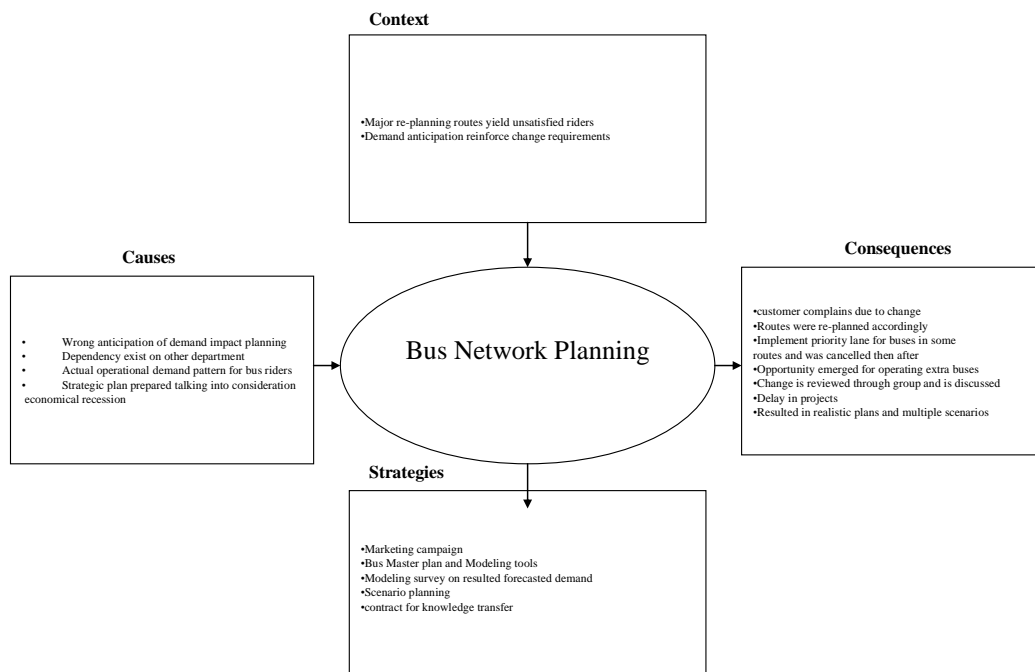 Context
•Major re-planning routes yield unsatisfied riders
•Demand anticipation reinforce change requirements
Causes
• Wrong anticipation of demand impact planning
• Dependency exist on other department
• Actual operational demand pattern for bus riders
• Strategic plan prepared talking into consideration
economical recession
Bus Network Planning
Consequences
•customer complains due to change
•Routes were re-planned accordingly
•Implement priority lane for buses in some
routes and was cancelled then after
•Opportunity emerged for operating extra buses
•Change is reviewed through group and is discussed
•Delay in projects
•Resulted in realistic plans and multiple scenarios
Strategies
•Marketing campaign
•Bus Master plan and Modeling tools
•Modeling survey on resulted forecasted demand
•Scenario planning
•contract for knowledge transfer